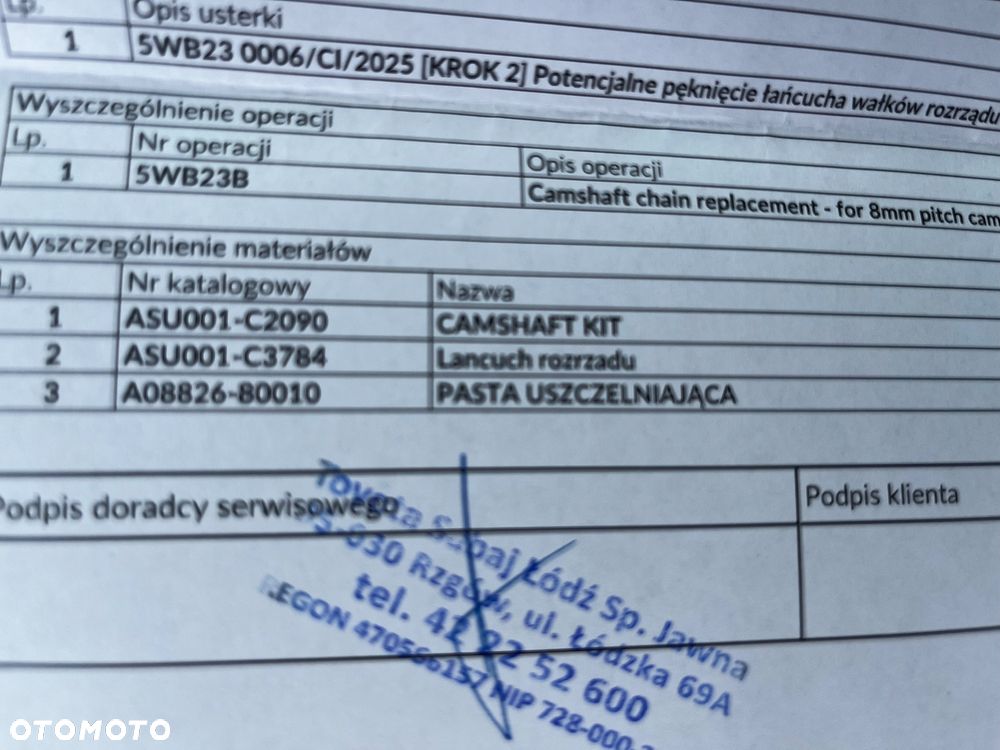 Lp.
Opis usterki
1
5WB23 0006/CI/2025 [KROK 2] Potencjalne pęknięcie łańcucha wałków rozrządu
Wyszczególnienie operacji
Lp.
Nr operacji
Opis operacji
1
5WB23B
Camshaft chain replacement - for 8mm pitch cam
Wyszczególnienie materiałów
Lp.
Nr katalogowy
Nazwa
1
ASU001-C2090
CAMSHAFT KIT
2
ASU001-C3784
Lancuch rozrzadu
3
A08826-80010
PASTA USZCZELNIAJĄCA
Podpis doradcy serwisowego
Podpis klienta
Toyota Łódź Sp. Jawna
Rzgów, ul. Łódzka 69A
tel. 42 22 52 600
REGON 470566157 NIP 728-000-
OTOMOTO